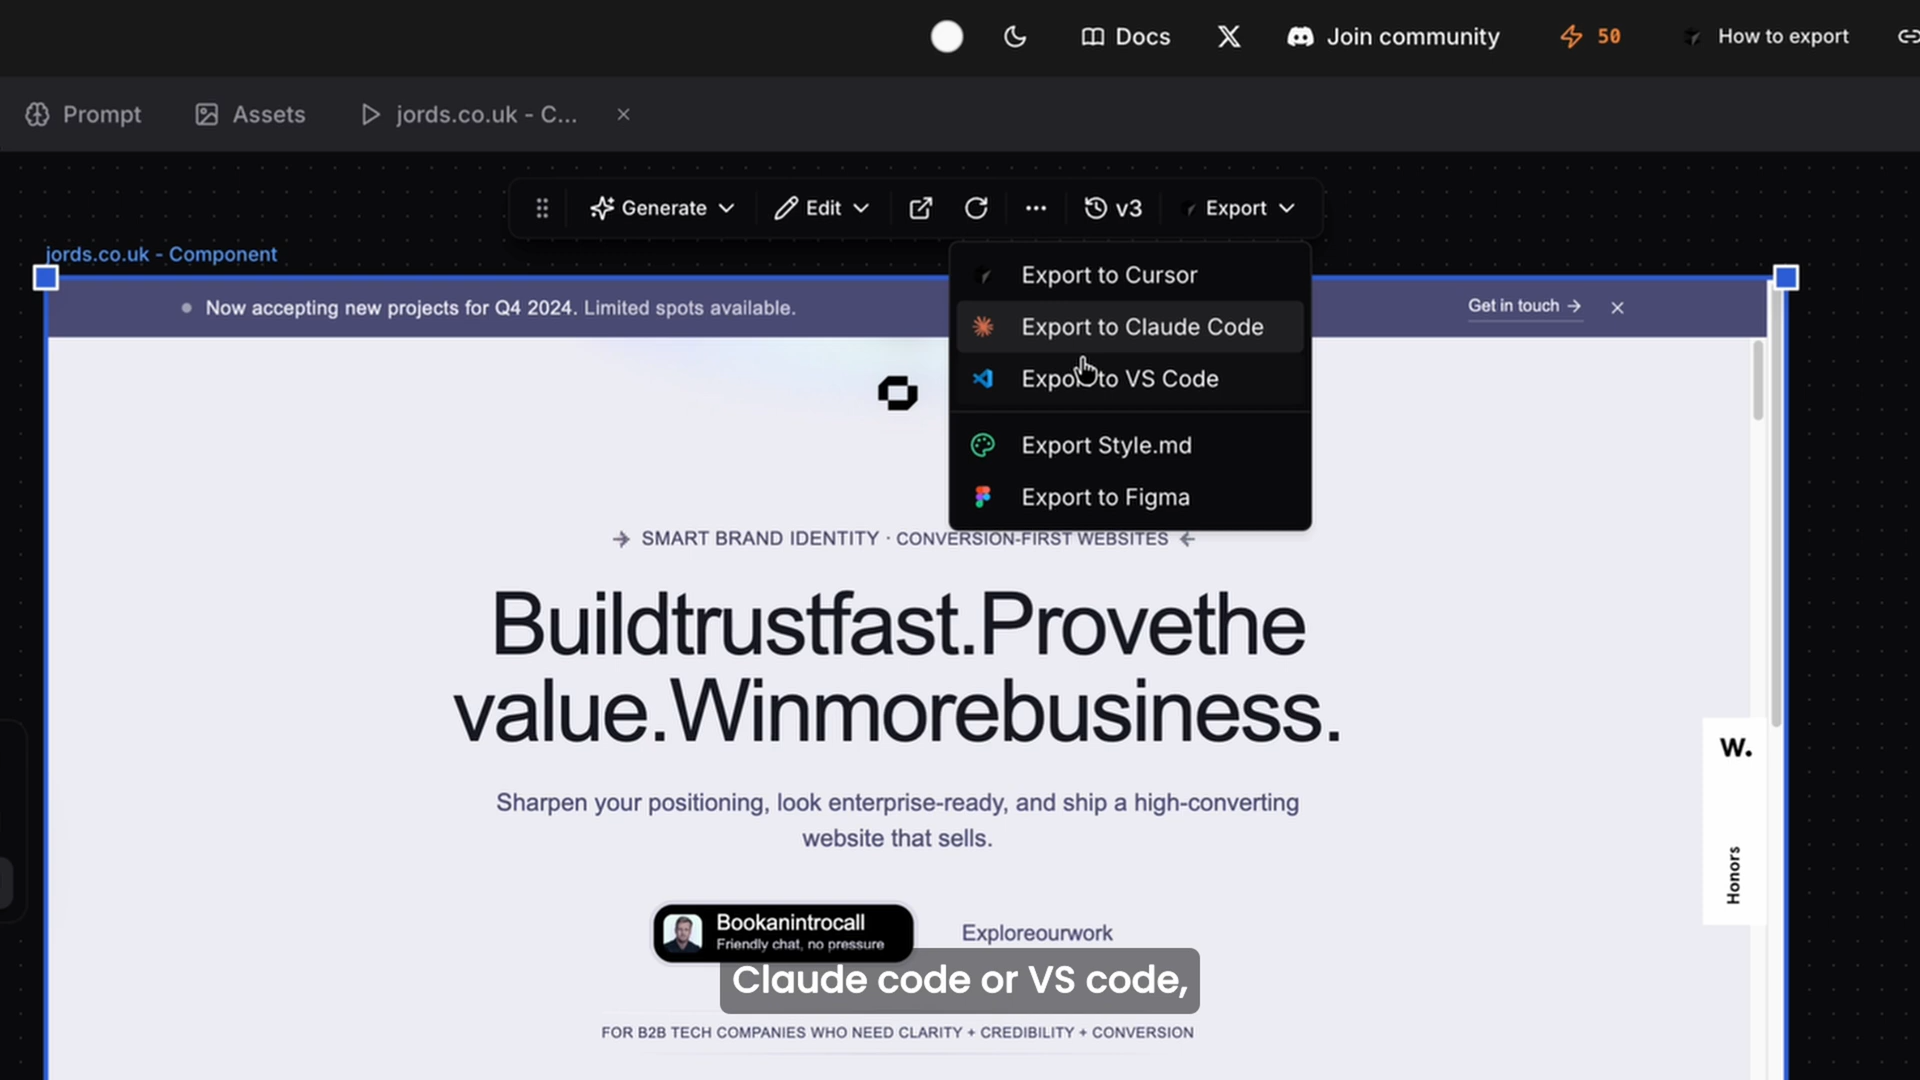 Docs
Join community
50
How to export
Prompt
Assets
jords.co.uk - C...
Generate
Edit
v3
Export
jords.co.uk - Component
Export to Cursor
Export to Claude Code
Export to VS Code
Export Style.md
Export to Figma
Now accepting new projects for Q4 2024. Limited spots available.
Get in touch →
→ SMART BRAND IDENTITY · CONVERSION-FIRST WEBSITES ←
Buildtrustfast.Provethe
value.Winmorebusiness.
Sharpen your positioning, look enterprise-ready, and ship a high-converting
website that sells.
W.
Honors
Bookanintrocall
Friendly chat, no pressure
Exploreourwork
Claude code or VS code,
FOR B2B TECH COMPANIES WHO NEED CLARITY + CREDIBILITY + CONVERSION